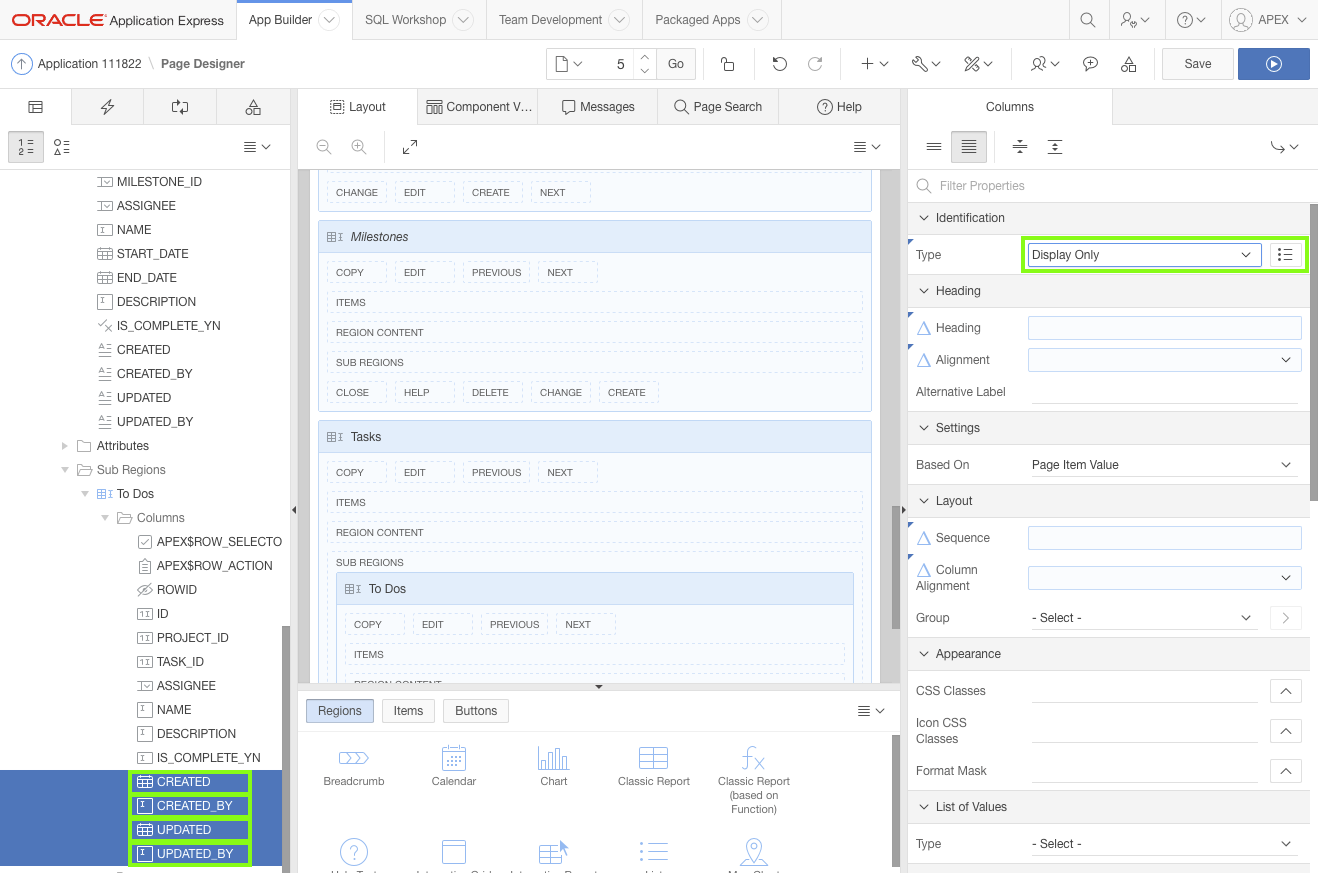 ORACLE Application Express
App Builder
SQL Workshop
Team Development
Packaged Apps
APEX
Application 111822 \ Page Designer
5
Go
Save
Layout
Component V...
Messages
Page Search
Help
Columns
MILESTONE_ID
ASSIGNEE
NAME
START_DATE
END_DATE
DESCRIPTION
IS_COMPLETE_YN
CREATED
CREATED_BY
UPDATED
UPDATED_BY
Attributes
Sub Regions
To Dos
Columns
APEX$ROW_SELECTO
APEX$ROW_ACTION
ROWID
ID
PROJECT_ID
TASK_ID
ASSIGNEE
NAME
DESCRIPTION
IS_COMPLETE_YN
CREATED
CREATED_BY
UPDATED
UPDATED_BY
CHANGE EDIT CREATE NEXT
Milestones
COPY EDIT PREVIOUS NEXT
ITEMS
REGION CONTENT
SUB REGIONS
CLOSE HELP DELETE CHANGE CREATE
Tasks
COPY EDIT PREVIOUS NEXT
ITEMS
REGION CONTENT
SUB REGIONS
To Dos
COPY EDIT PREVIOUS NEXT
ITEMS
REGION CONTENT
Regions
Items
Buttons
Breadcrumb
Calendar
Chart
Classic Report
Classic Report
(based on
Function)
Filter Properties
Identification
Type Display Only
Heading
Heading
Alignment
Alternative Label
Settings
Based On Page Item Value
Layout
Sequence
Column
Alignment
Group - Select -
Appearance
CSS Classes
Icon CSS
Classes
Format Mask
List of Values
Type - Select -